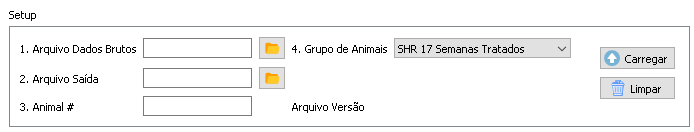 Setup
1. Arquivo Dados Brutos
4. Grupo de Animais SHR 17 Semanas Tratados
Carregar
2. Arquivo Saída
Limpar
3. Animal #
Arquivo Versão